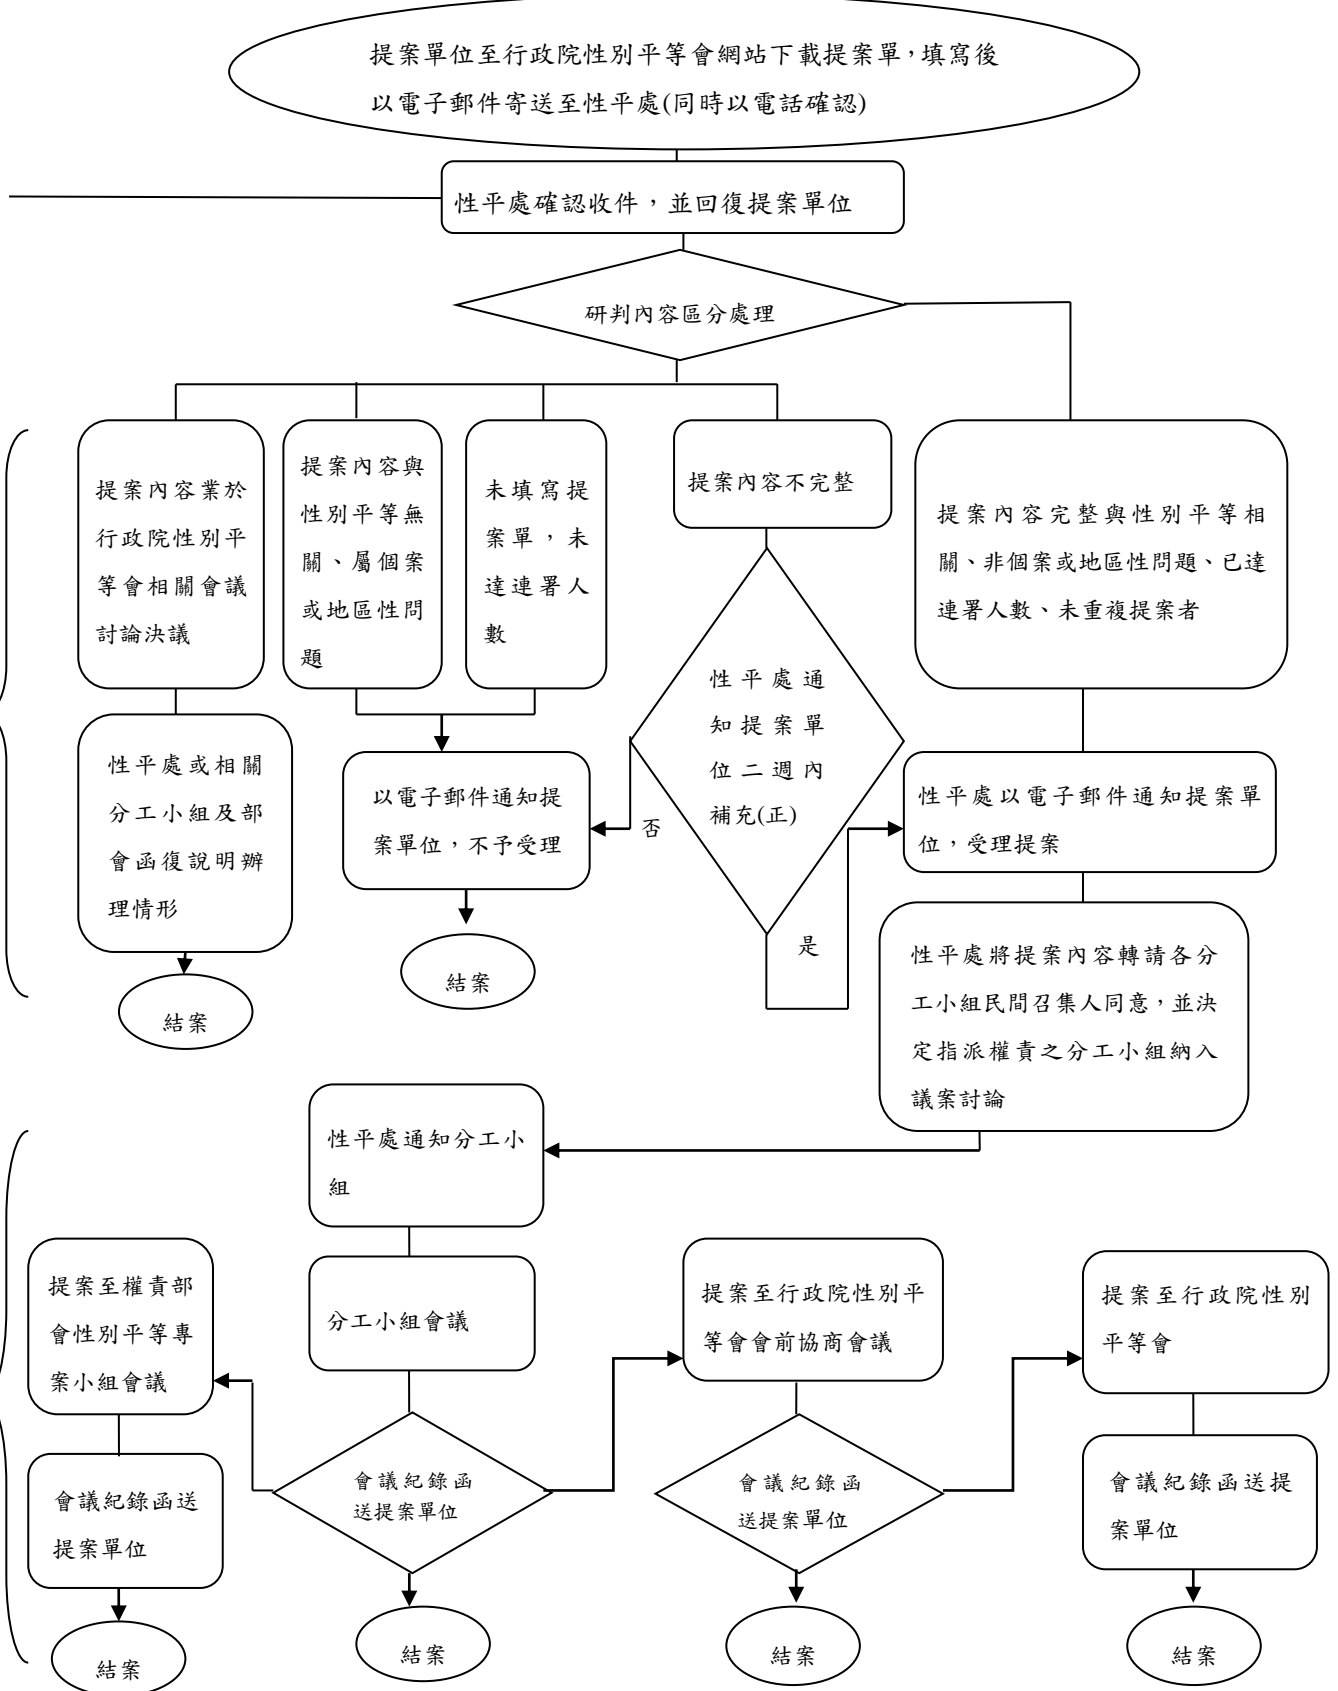 提案單位至行政院性別平等會網站下載提案單，填寫後
以電子郵件寄送至性平處(同時以電話確認)
性平處確認收件，並回復提案單位
研判內容區分處理
提案內容業於
行政院性別平
等會相關會議
討論決議
提案內容與
性別平等無
關、屬個案
或地區性問
題
未填寫提
案單，未
達連署人
數
提案內容不完整
提案內容完整與性別平等相
關、非個案或地區性問題、已達
連署人數、未重複提案者
性平處通
知提案單
位二週內
補充(正)
性平處或相關
分工小組及部
會函復說明辦
理情形
以電子郵件通知提
案單位，不予受理
否
性平處以電子郵件通知提案單
位，受理提案
是
結案
結案
性平處將提案內容轉請各分
工小組民間召集人同意，並決
定指派權責之分工小組納入
議案討論
性平處通知分工小
組
分工小組會議
提案至權責部
會性別平等專
案小組會議
提案至行政院性別平
等會會前協商會議
提案至行政院性別
平等會
會議紀錄函送
提案單位
會議紀錄函
送提案單位
會議紀錄函
送提案單位
會議紀錄函送提
案單位
結案
結案
結案
結案